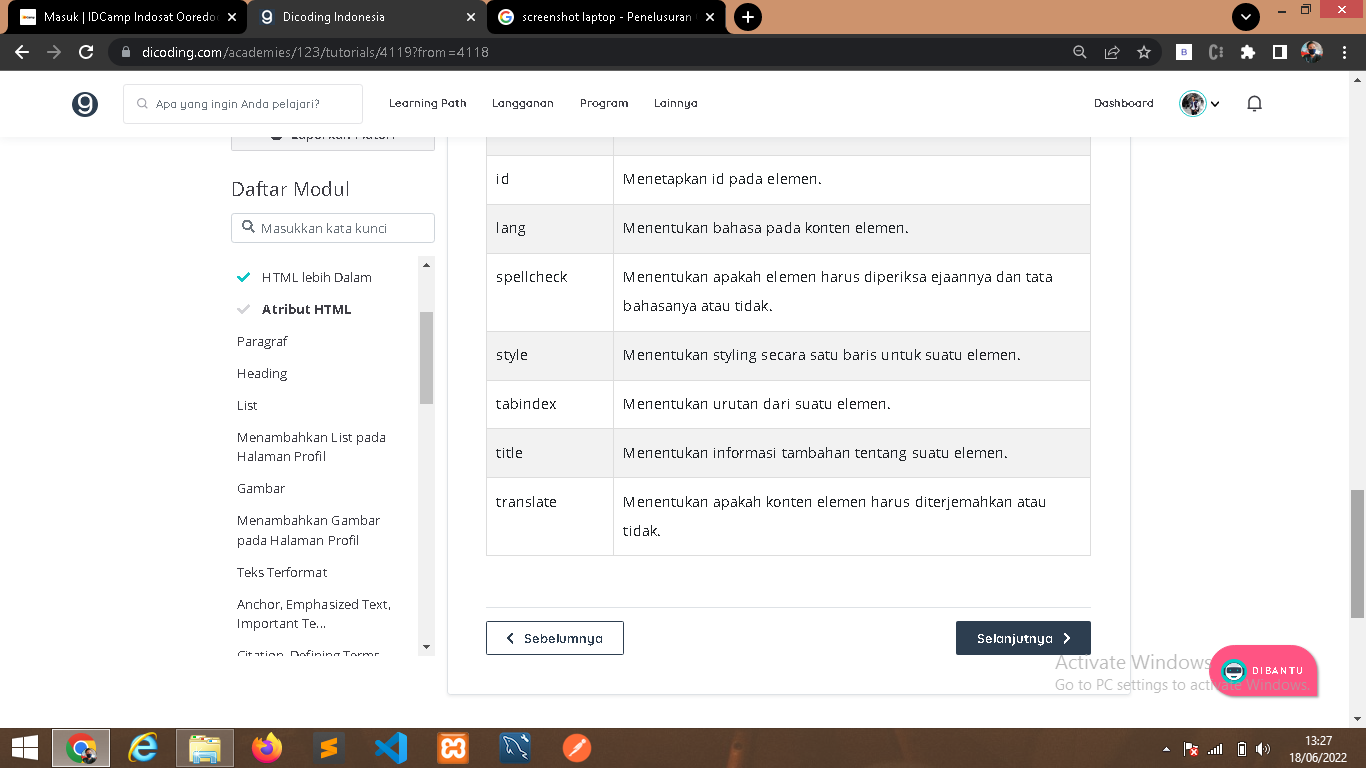 Masuk | IDCamp Indosat Ooredo
Dicoding Indonesia
screenshot laptop - Penelusuran
dicoding.com/academies/123/tutorials/4119?from=4118
Apa yang ingin Anda pelajari?
Learning Path
Langganan
Program
Lainnya
Dashboard
Daftar Modul
Masukkan kata kunci
HTML lebih Dalam
Atribut HTML
Paragraf
Heading
List
Menambahkan List pada
Halaman Profil
Gambar
Menambahkan Gambar
pada Halaman Profil
Teks Terformat
Anchor, Emphasized Text,
Important Te...
Citation, Defining Terms
id Menetapkan id pada elemen.
lang Menentukan bahasa pada konten elemen.
spellcheck Menentukan apakah elemen harus diperiksa ejaannya dan tata
bahasanya atau tidak.
style Menentukan styling secara satu baris untuk suatu elemen.
tabindex Menentukan urutan dari suatu elemen.
title Menentukan informasi tambahan tentang suatu elemen.
translate Menentukan apakah konten elemen harus diterjemahkan atau
tidak.
Sebelumnya
Selanjutnya
Activate Windows
Go to PC settings to activate Windows.
DIBANTU
13:27
18/06/2022